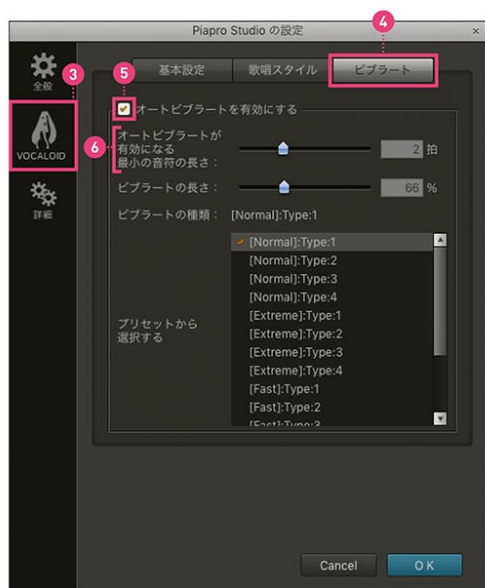 Piapro Studio の設定
×
4
全般
3
VOCALOID
詳細
基本設定
歌唱スタイル
ビブラート
5
オートビブラートを有効にする
6
オートビブラートが
有効になる
最小の音符の長さ：
2 拍
ビブラートの長さ：
66 %
ビブラートの種類：
[Normal]:Type:1
プリセットから
選択する
[Normal]:Type:1
[Normal]:Type:2
[Normal]:Type:3
[Normal]:Type:4
[Extreme]:Type:1
[Extreme]:Type:2
[Extreme]:Type:3
[Extreme]:Type:4
[Fast]:Type:1
[Fast]:Type:2
[Fast]:Type:3
Cancel
OK